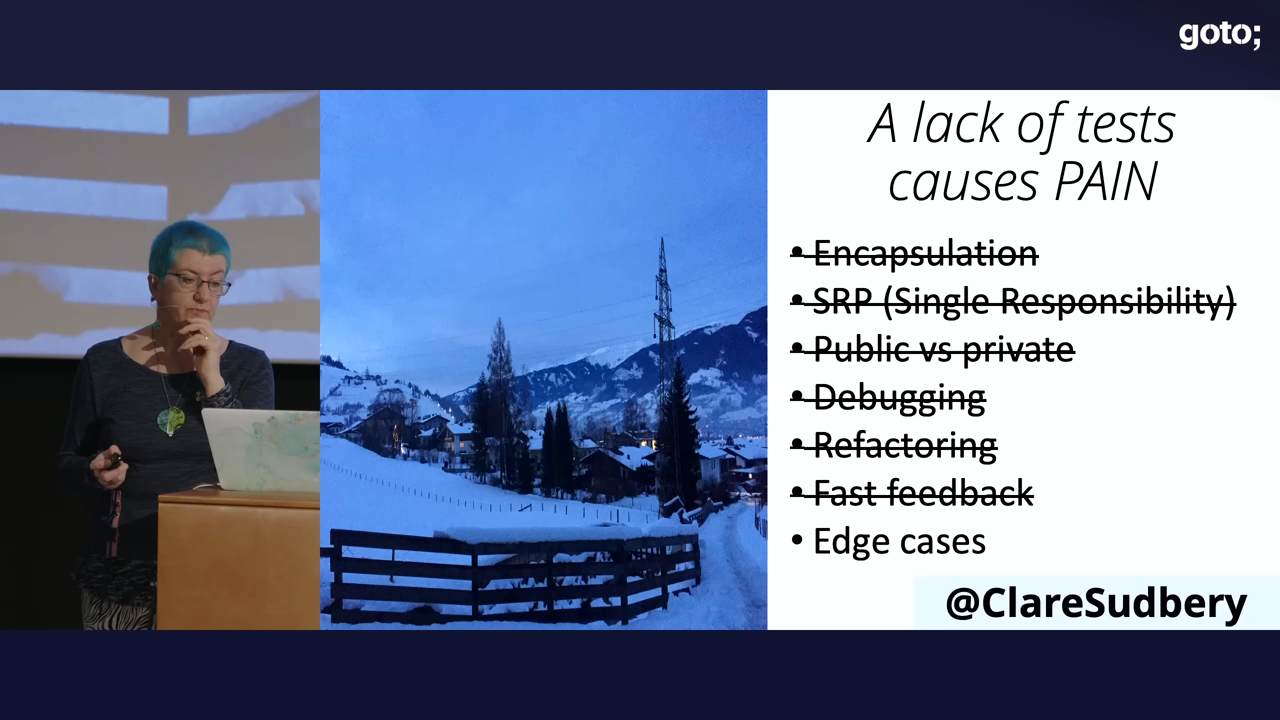 goto;
A lack of tests
causes PAIN
• Encapsulation
• SRP (Single Responsibility)
• Public vs private
• Debugging
• Refactoring
• Fast feedback
• Edge cases
@ClareSudbery